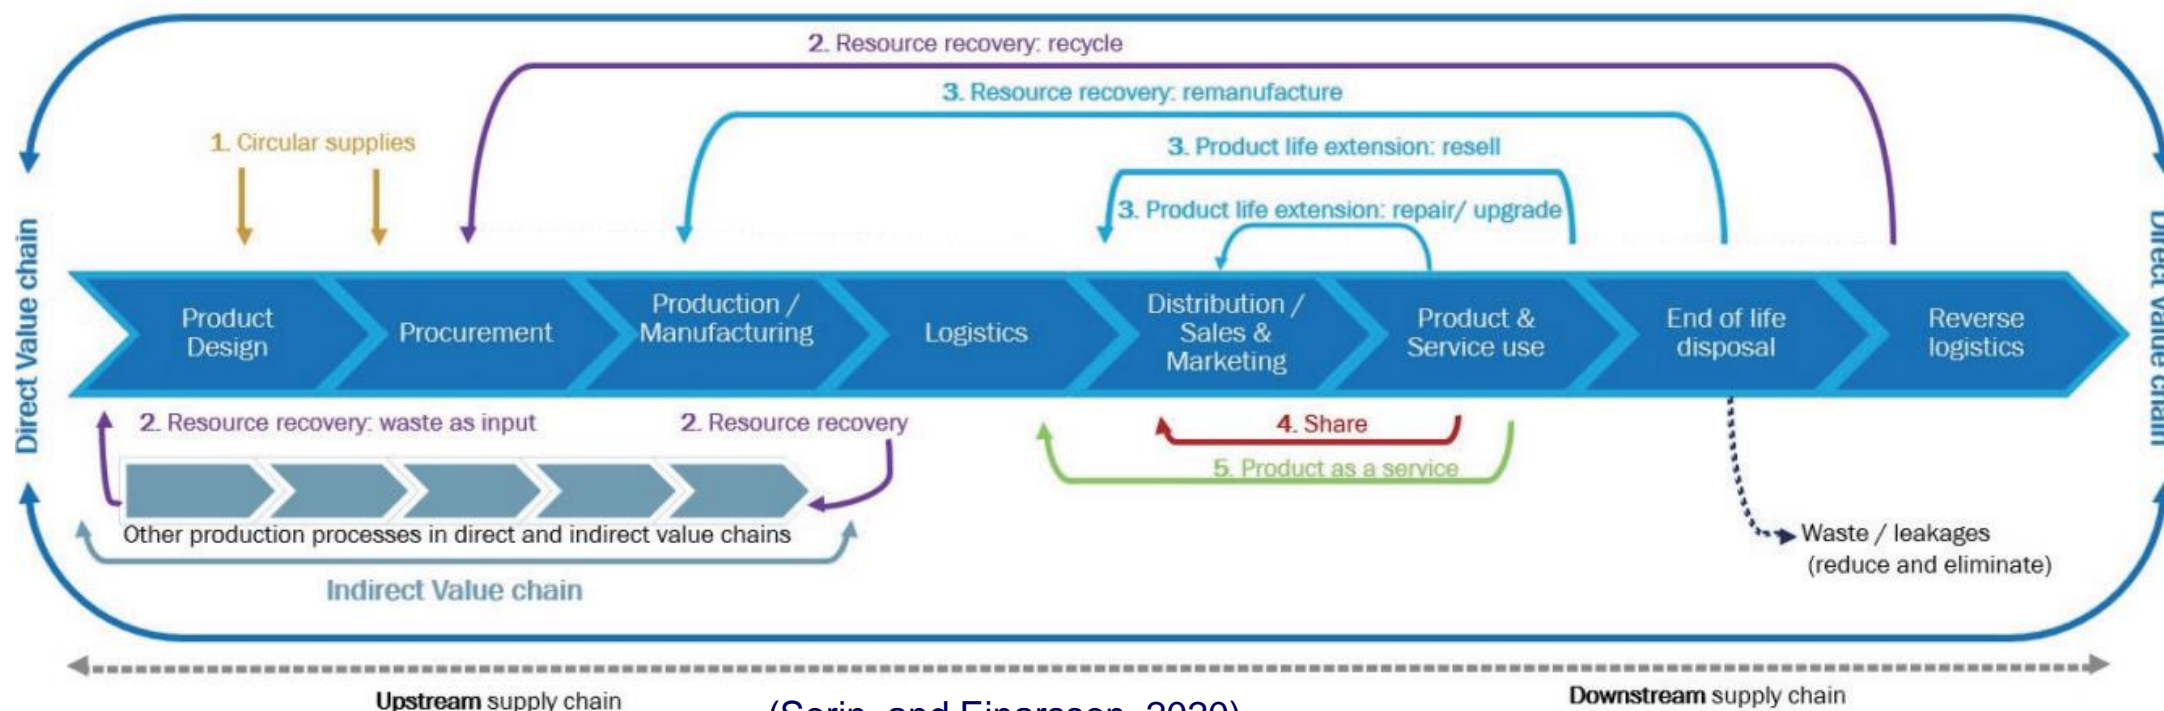 2. Resource recovery: recycle
3. Resource recovery: remanufacture
1. Circular supplies
3. Product life extension: resell
3. Product life extension: repair/ upgrade
Direct Value chain
Product
Design
Procurement
Production /
Manufacturing
Logistics
Distribution /
Sales &
Marketing
Product &
Service use
End of life
disposal
Reverse
logistics
Direct Value chain
2. Resource recovery: waste as input
2. Resource recovery
4. Share
5. Product as a service
Other production processes in direct and indirect value chains
Indirect Value chain
Waste / leakages
(reduce and eliminate)
Upstream supply chain
Downstream supply chain
and 2020)